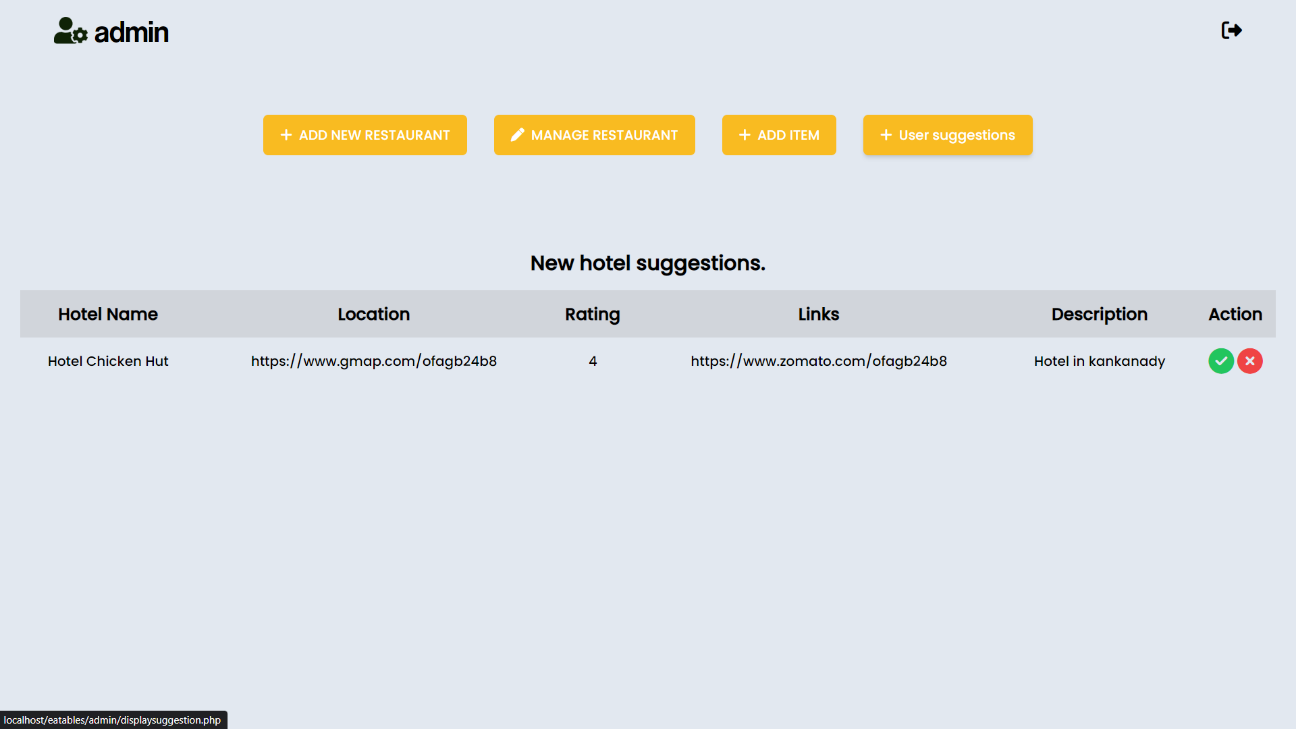 admin
ADD NEW RESTAURANT MANAGE RESTAURANT ADD ITEM User suggestions
New hotel suggestions.
Hotel Name Location Rating Links Description Action
Hotel Chicken Hut https://www.gmap.com/ofagb24b8 4 https://www.zomato.com/ofagb24b8 Hotel in kankanady
localhost/eatables/admin/displaysuggestion.php